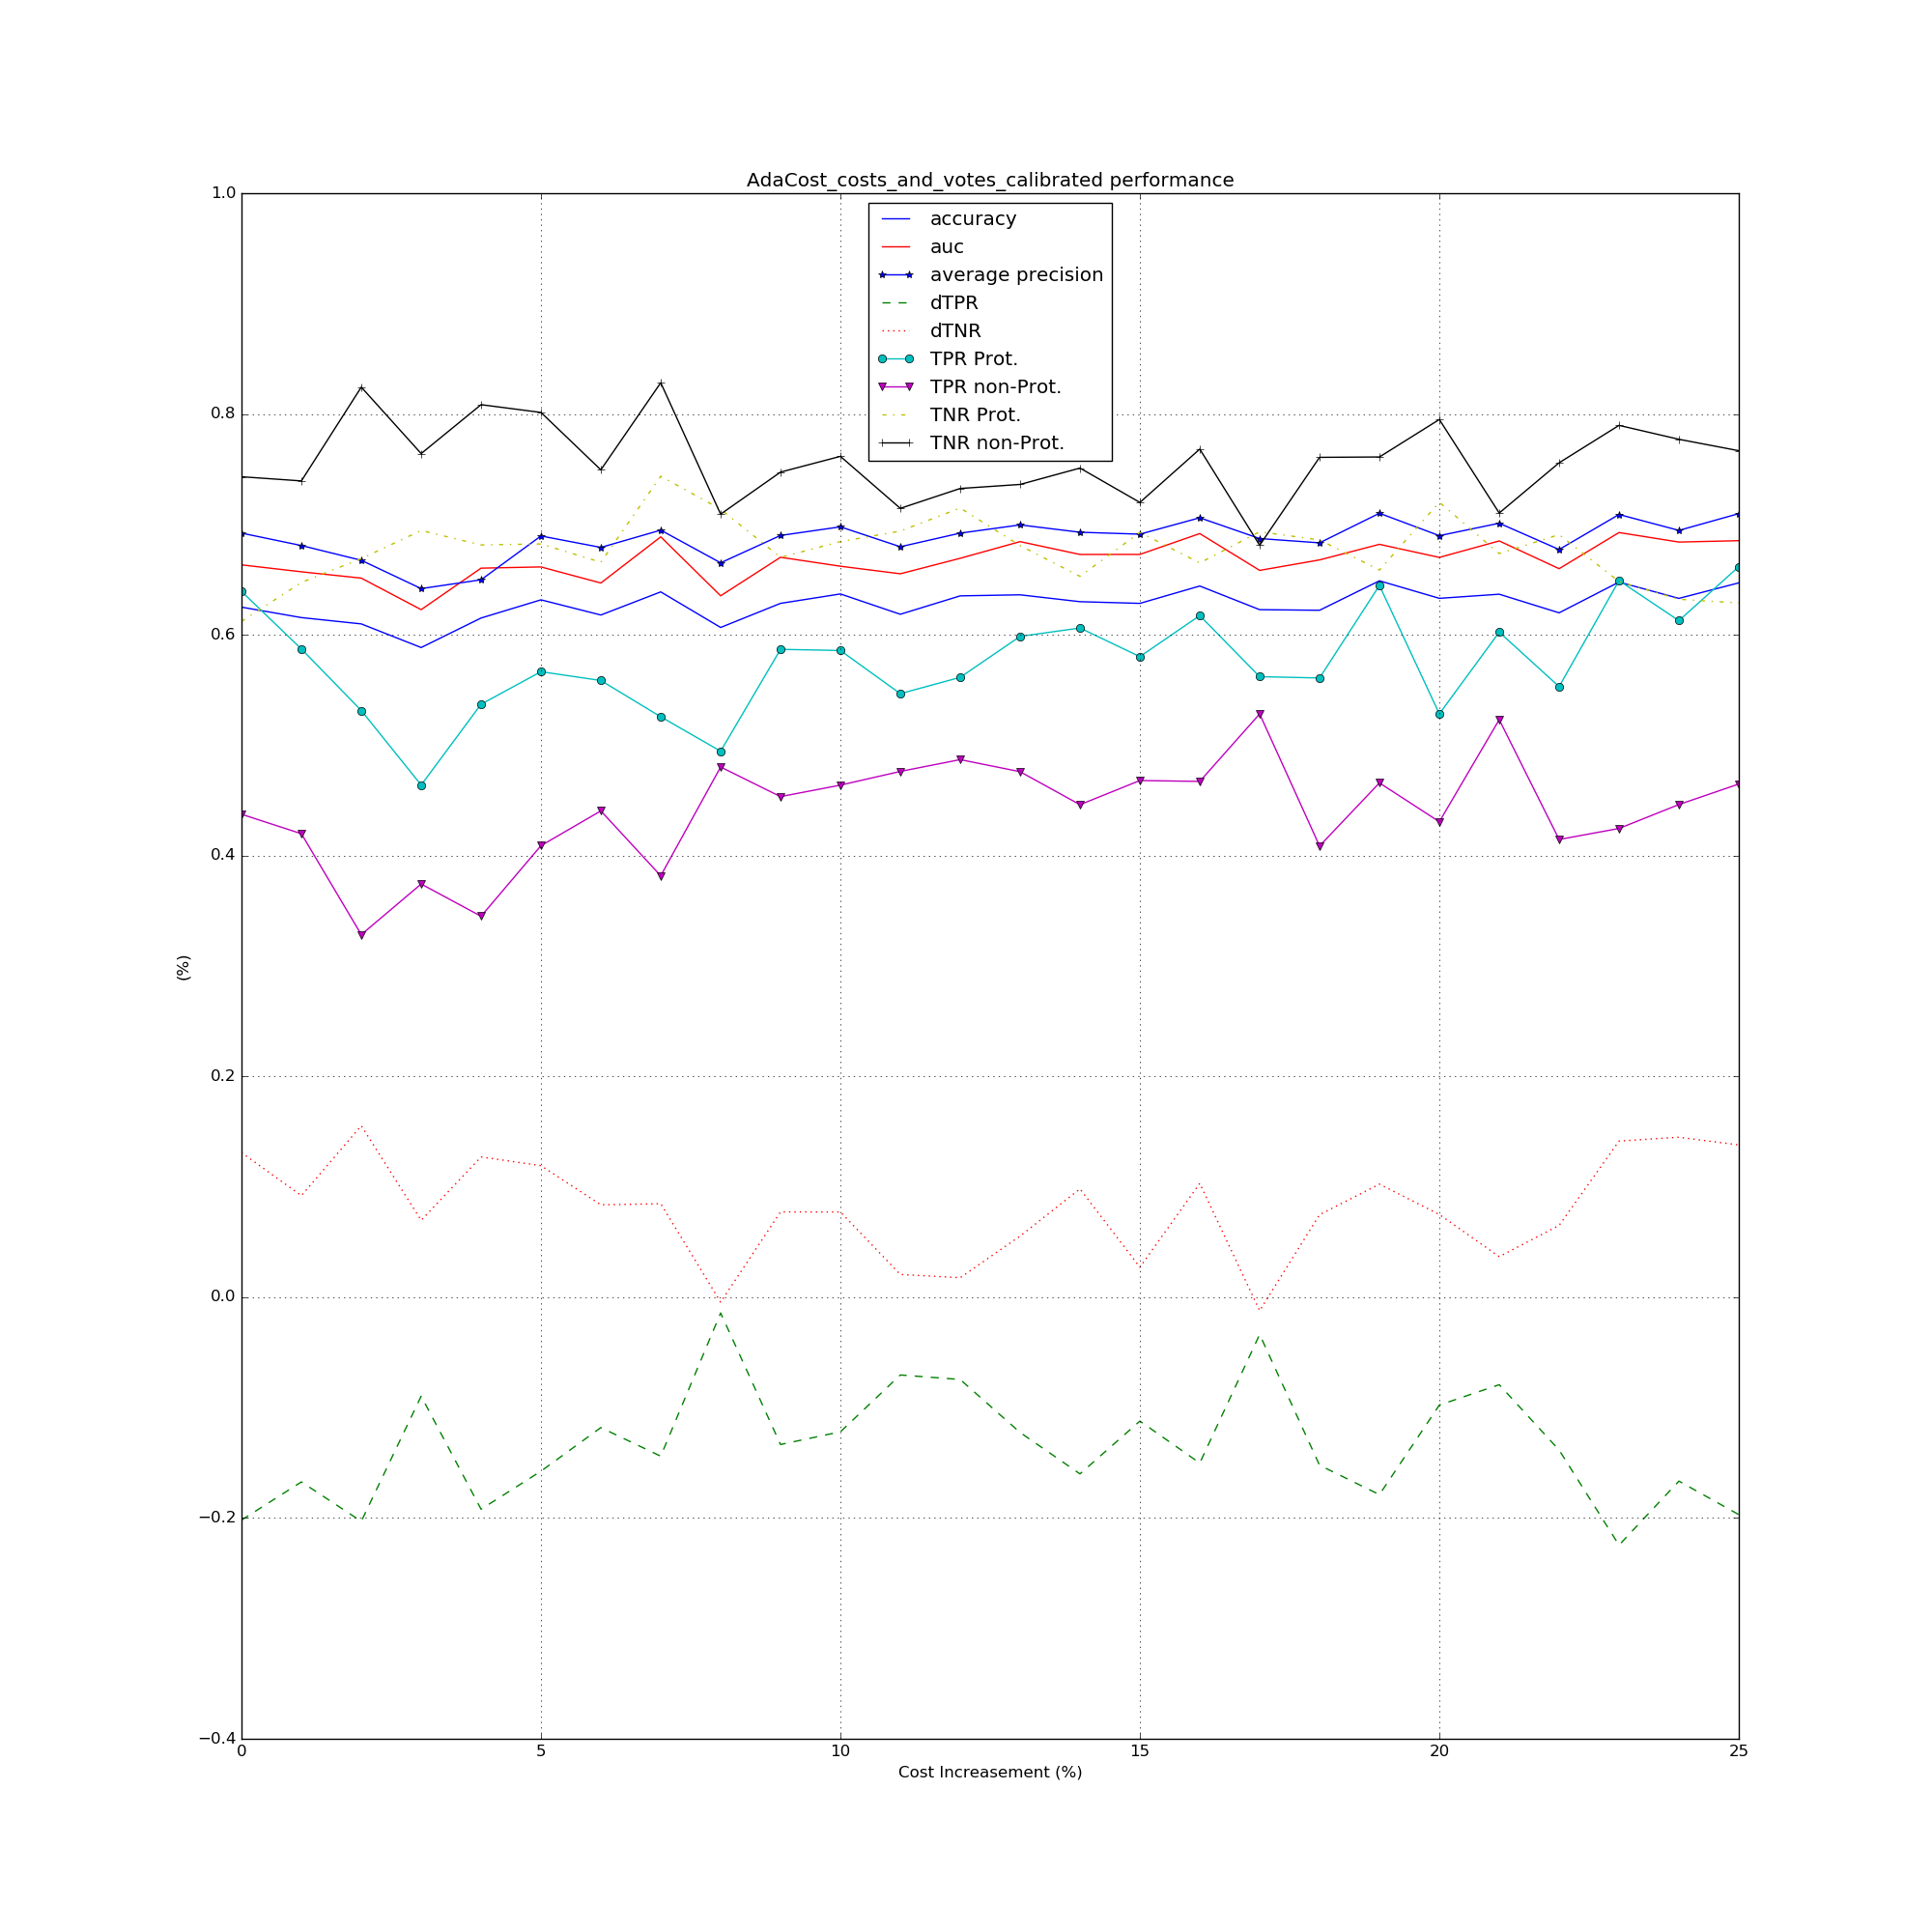 AdaCost_costs_and_votes_calibrated performance
1.0
0.8
0.6
0.4
0.2
0.0
−0.2
−0.4
(%)
accuracy
auc
average precision
dTPR
dTNR
TPR Prot.
TPR non-Prot.
TNR Prot.
TNR non-Prot.
0 5 10 15 20 25
Cost Increasement (%)